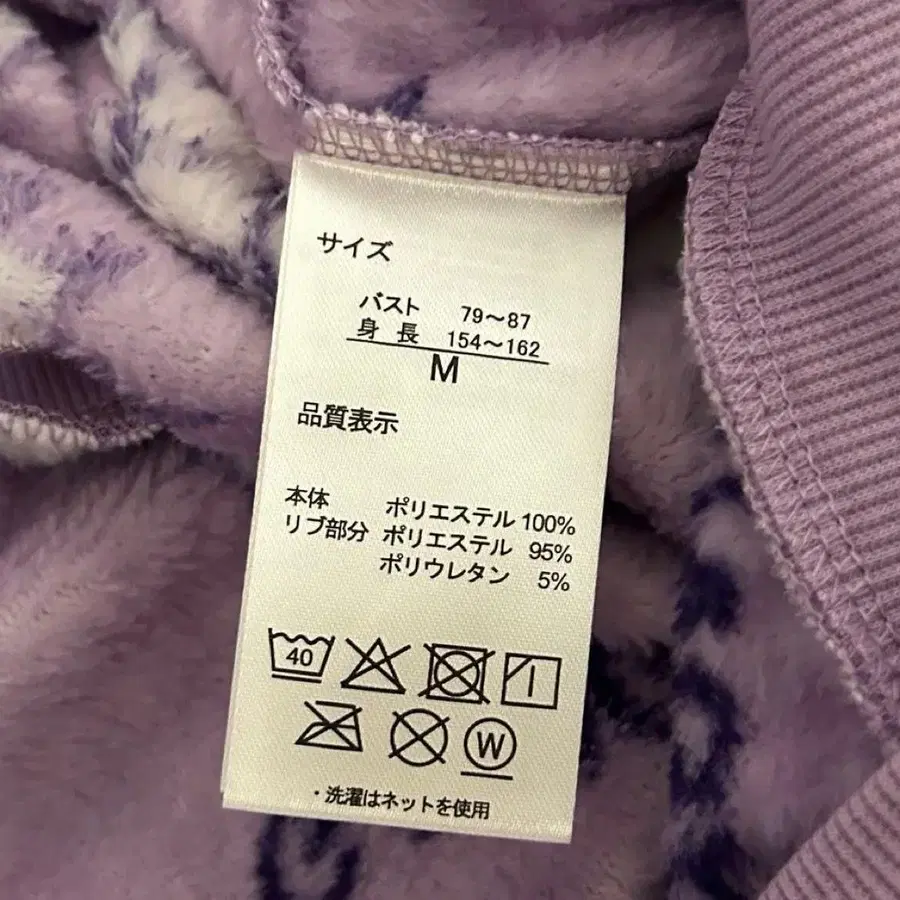 サイズ
バスト 79〜87
身長 154〜162
M
品質表示
本体 ポリエステル 100%
リブ部分 ポリエステル 95%
ポリウレタン 5%
40
W
・洗濯はネットを使用